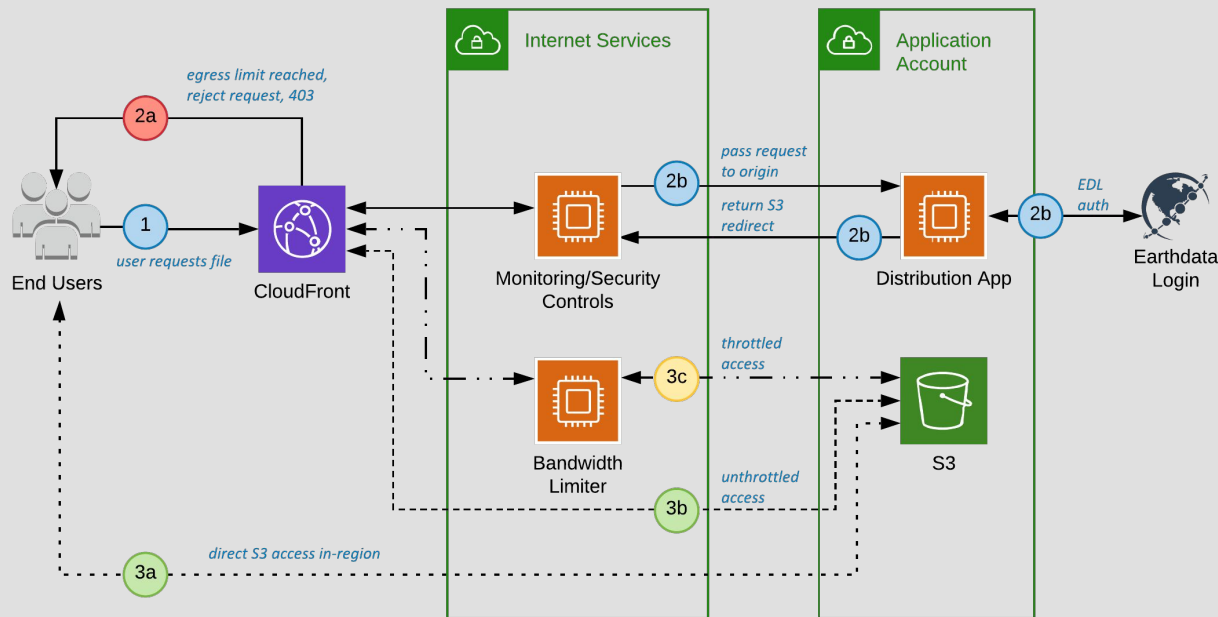 Internet Services
Application
Account
egress limit reached,
reject request, 403
2a
pass request
to origin
2b
1
user requests file
End Users
CloudFront
Monitoring/Security
Controls
return S3
redirect
2b
Distribution App
2b
EDL
auth
Earthdata
Login
throttled
access
3c
Bandwidth
Limiter
S3
unthrottled
access
3b
direct S3 access in-region
3a